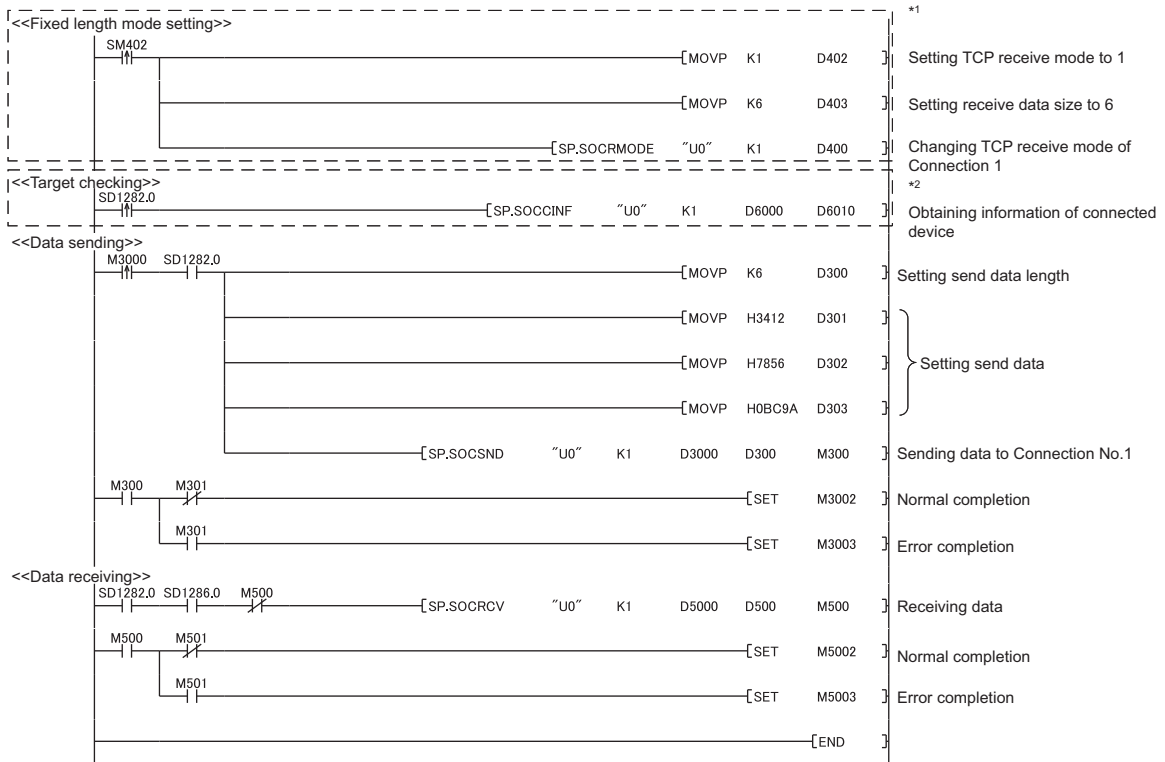 *1
<<Fixed length mode setting>>
SM402
[MOVP K1 D402 ] Setting TCP receive mode to 1
[MOVP K6 D403 ] Setting receive data size to 6
[SP.SOCRMODE "U0" K1 D400 ] Changing TCP receive mode of
Connection 1
<<Target checking>> *2
SD1282.0
[SP.SOCCINF "U0" K1 D6000 D6010 ] Obtaining information of connected
device
<<Data sending>>
M3000 SD1282.0
[MOVP K6 D300 ] Setting send data length
[MOVP H3412 D301 ]
[MOVP H7856 D302 ] Setting send data
[MOVP H0BC9A D303 ]
[SP.SOCSND "U0" K1 D3000 D300 M300 ] Sending data to Connection No.1
M300 M301
[SET M3002 ] Normal completion
M301
[SET M3003 ] Error completion
<<Data receiving>>
SD1282.0 SD1286.0 M500
[SP.SOCRCV "U0" K1 D5000 D500 M500 ] Receiving data
M500 M501
[SET M5002 ] Normal completion
M501
[SET M5003 ] Error completion
[END ]